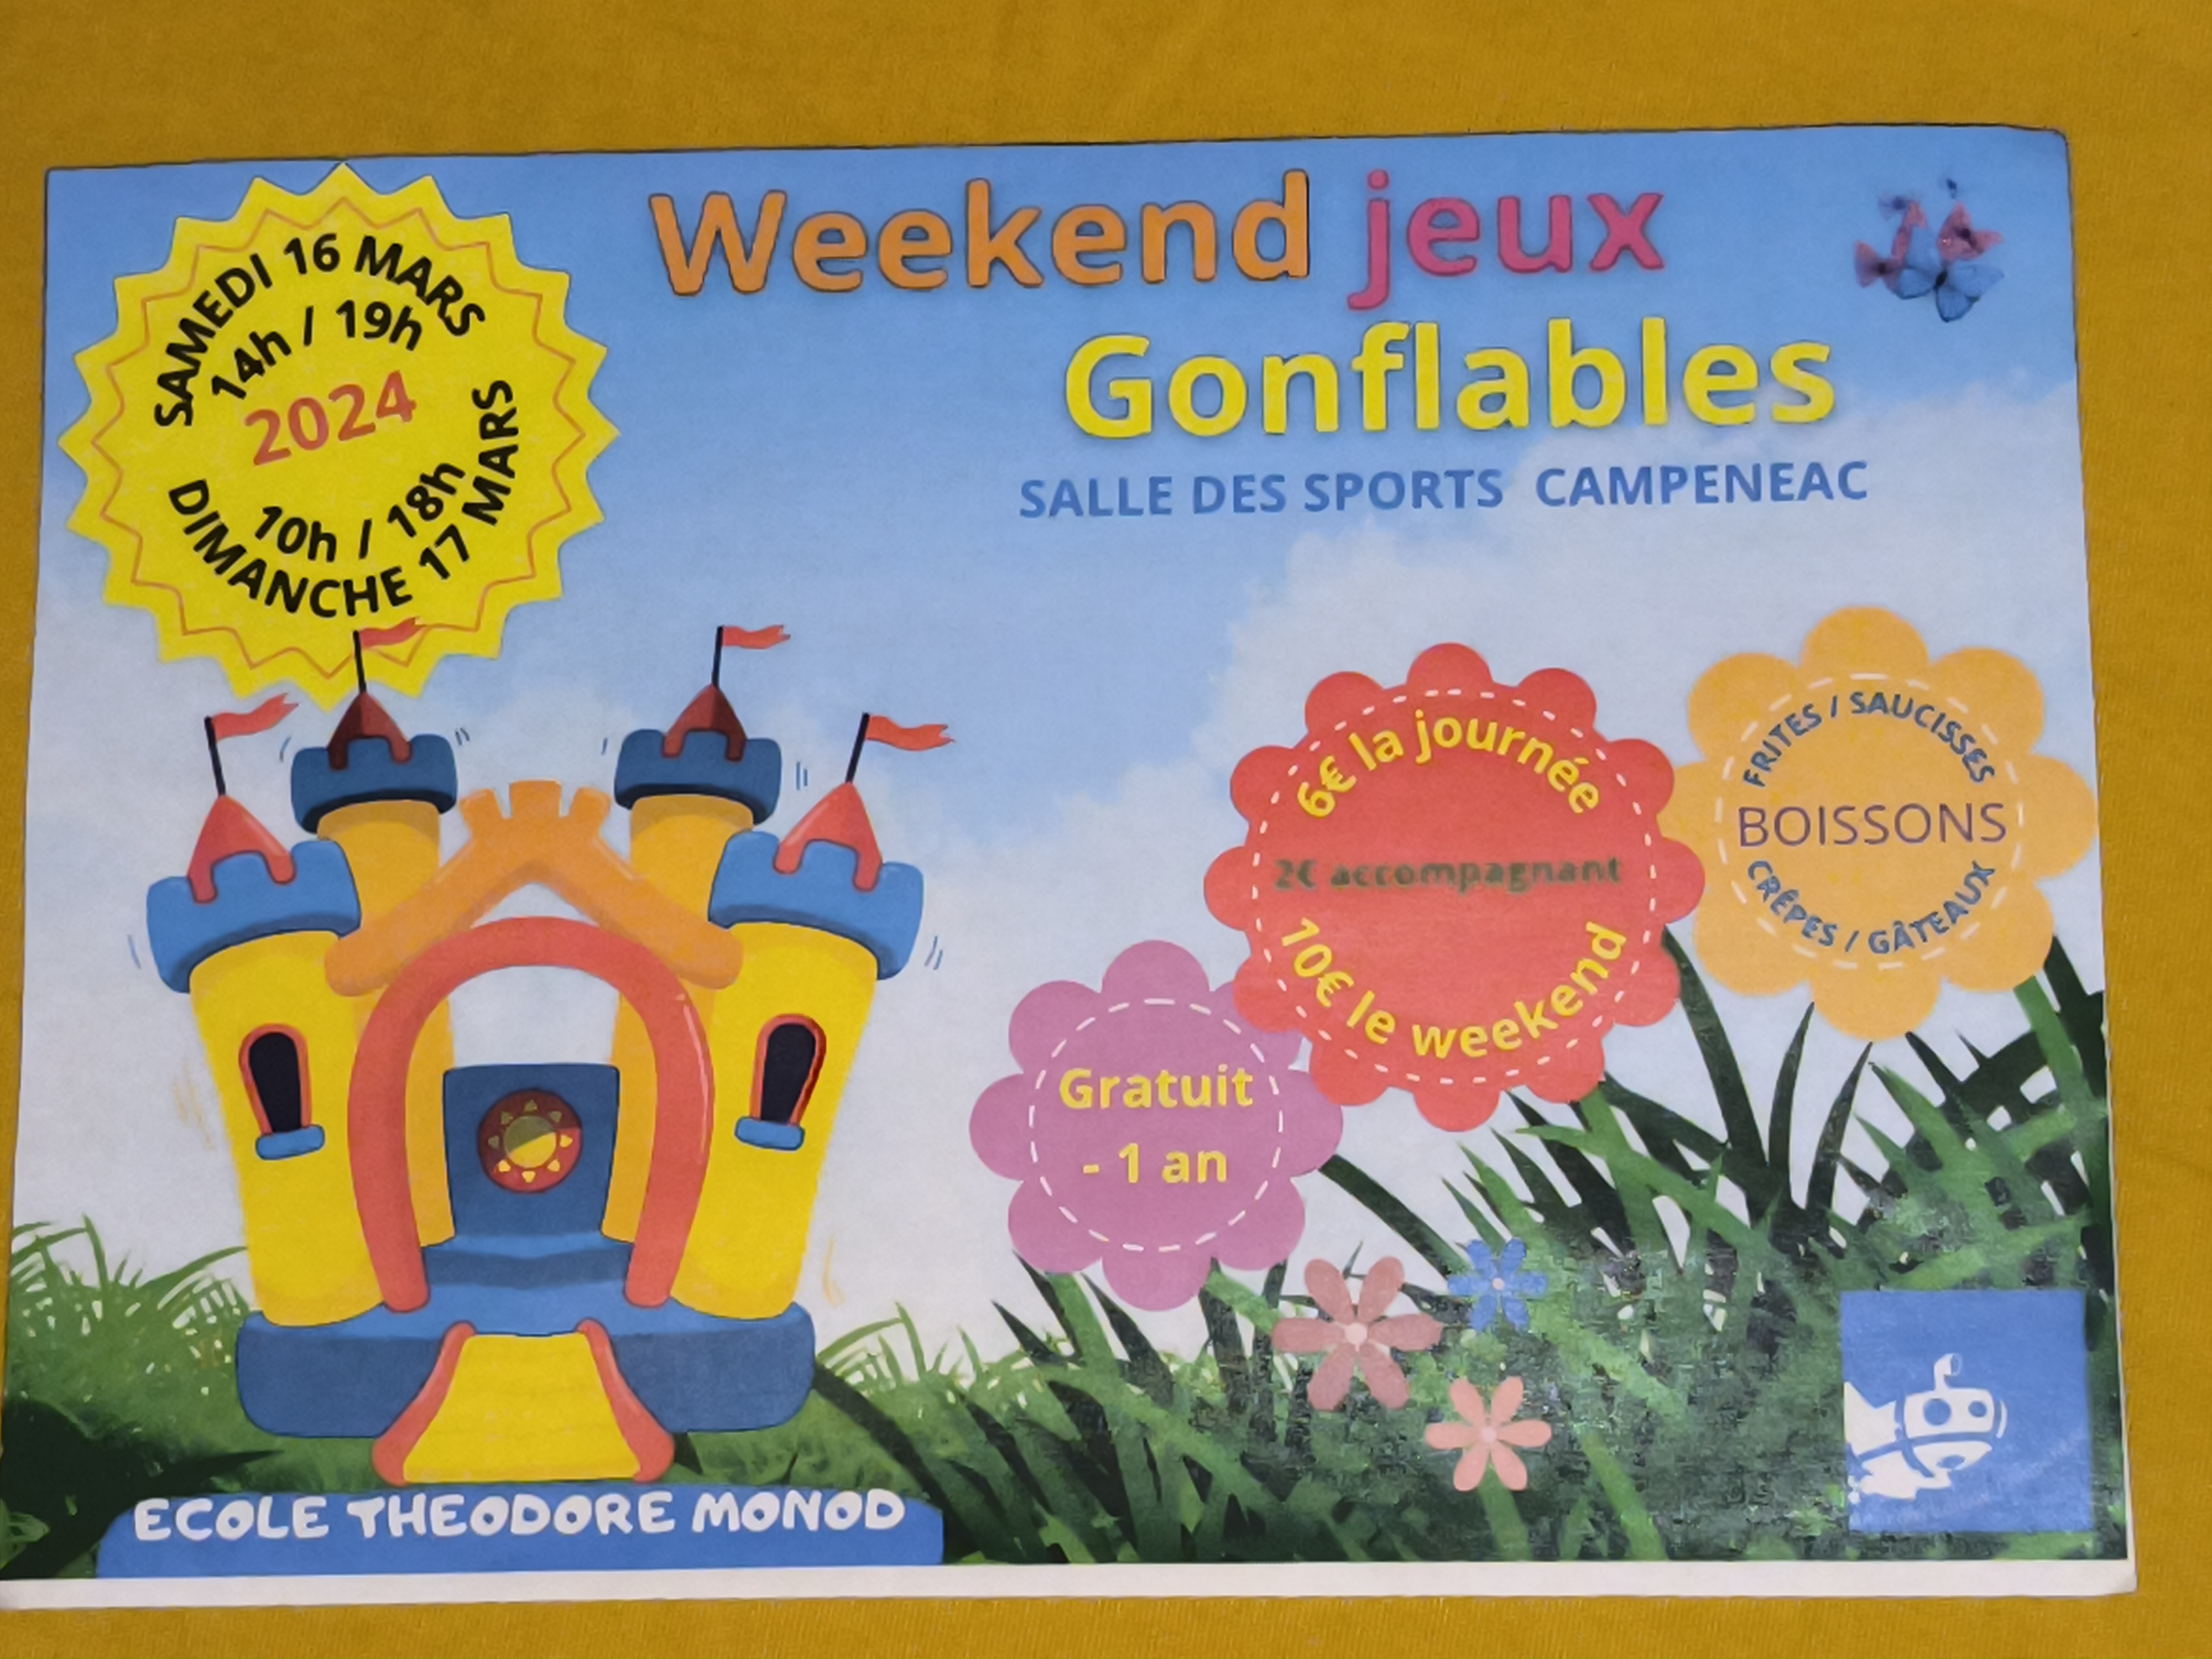 Weekend jeux
Gonflables
SALLE DES SPORTS CAMPENEAC
SAMEDI 16 MARS
14h / 19h
2024
10h / 18h
DIMANCHE 17 MARS
6€ la journée
2€ accompagnant
10€ le weekend
FRITES / SAUCISSES
BOISSONS
CRÊPES / GÂTEAUX
Gratuit
- 1 an
ECOLE THEODORE MONOD